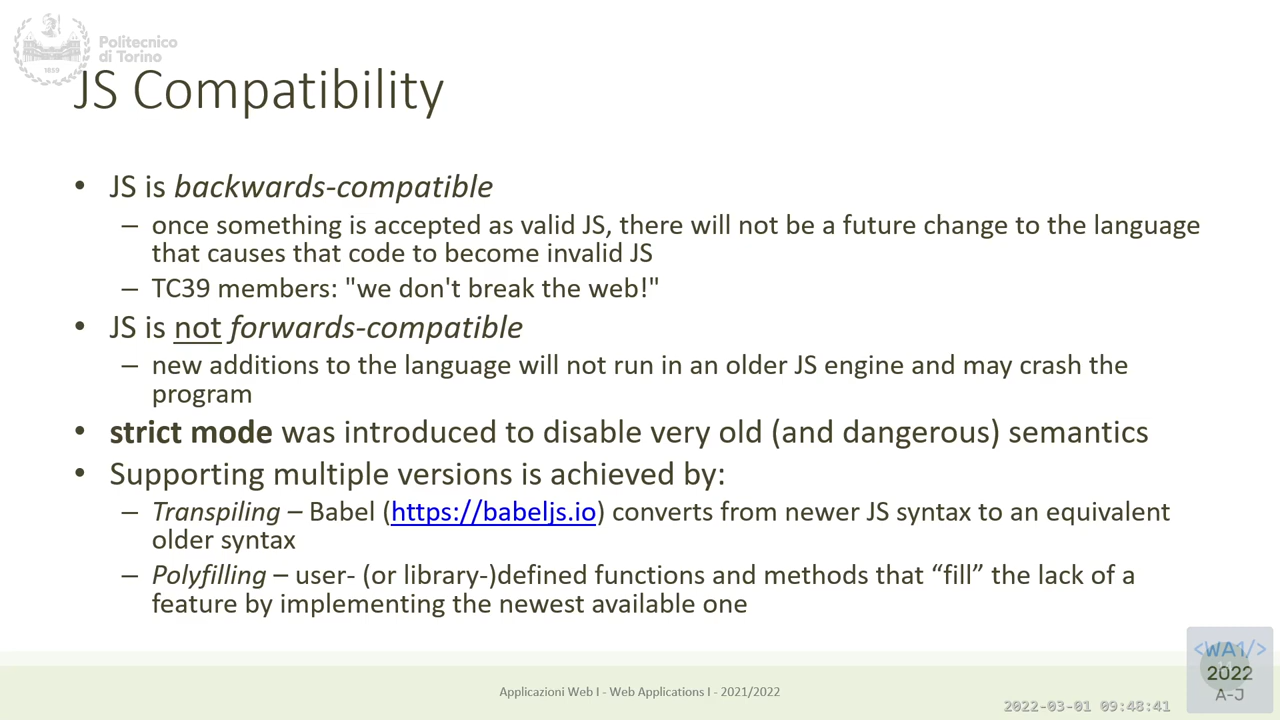 Politecnico
di Torino
1859
JS Compatibility
• JS is backwards-compatible
– once something is accepted as valid JS, there will not be a future change to the language
that causes that code to become invalid JS
– TC39 members: "we don't break the web!"
• JS is not forwards-compatible
– new additions to the language will not run in an older JS engine and may crash the
program
• strict mode was introduced to disable very old (and dangerous) semantics
• Supporting multiple versions is achieved by:
– Transpiling – Babel (https://babeljs.io) converts from newer JS syntax to an equivalent
older syntax
– Polyfilling – user- (or library-)defined functions and methods that “fill” the lack of a
feature by implementing the newest available one
Applicazioni Web I - Web Applications I - 2021/2022
<WA1/>
2022
A-J
2022-03-01 09:48:41